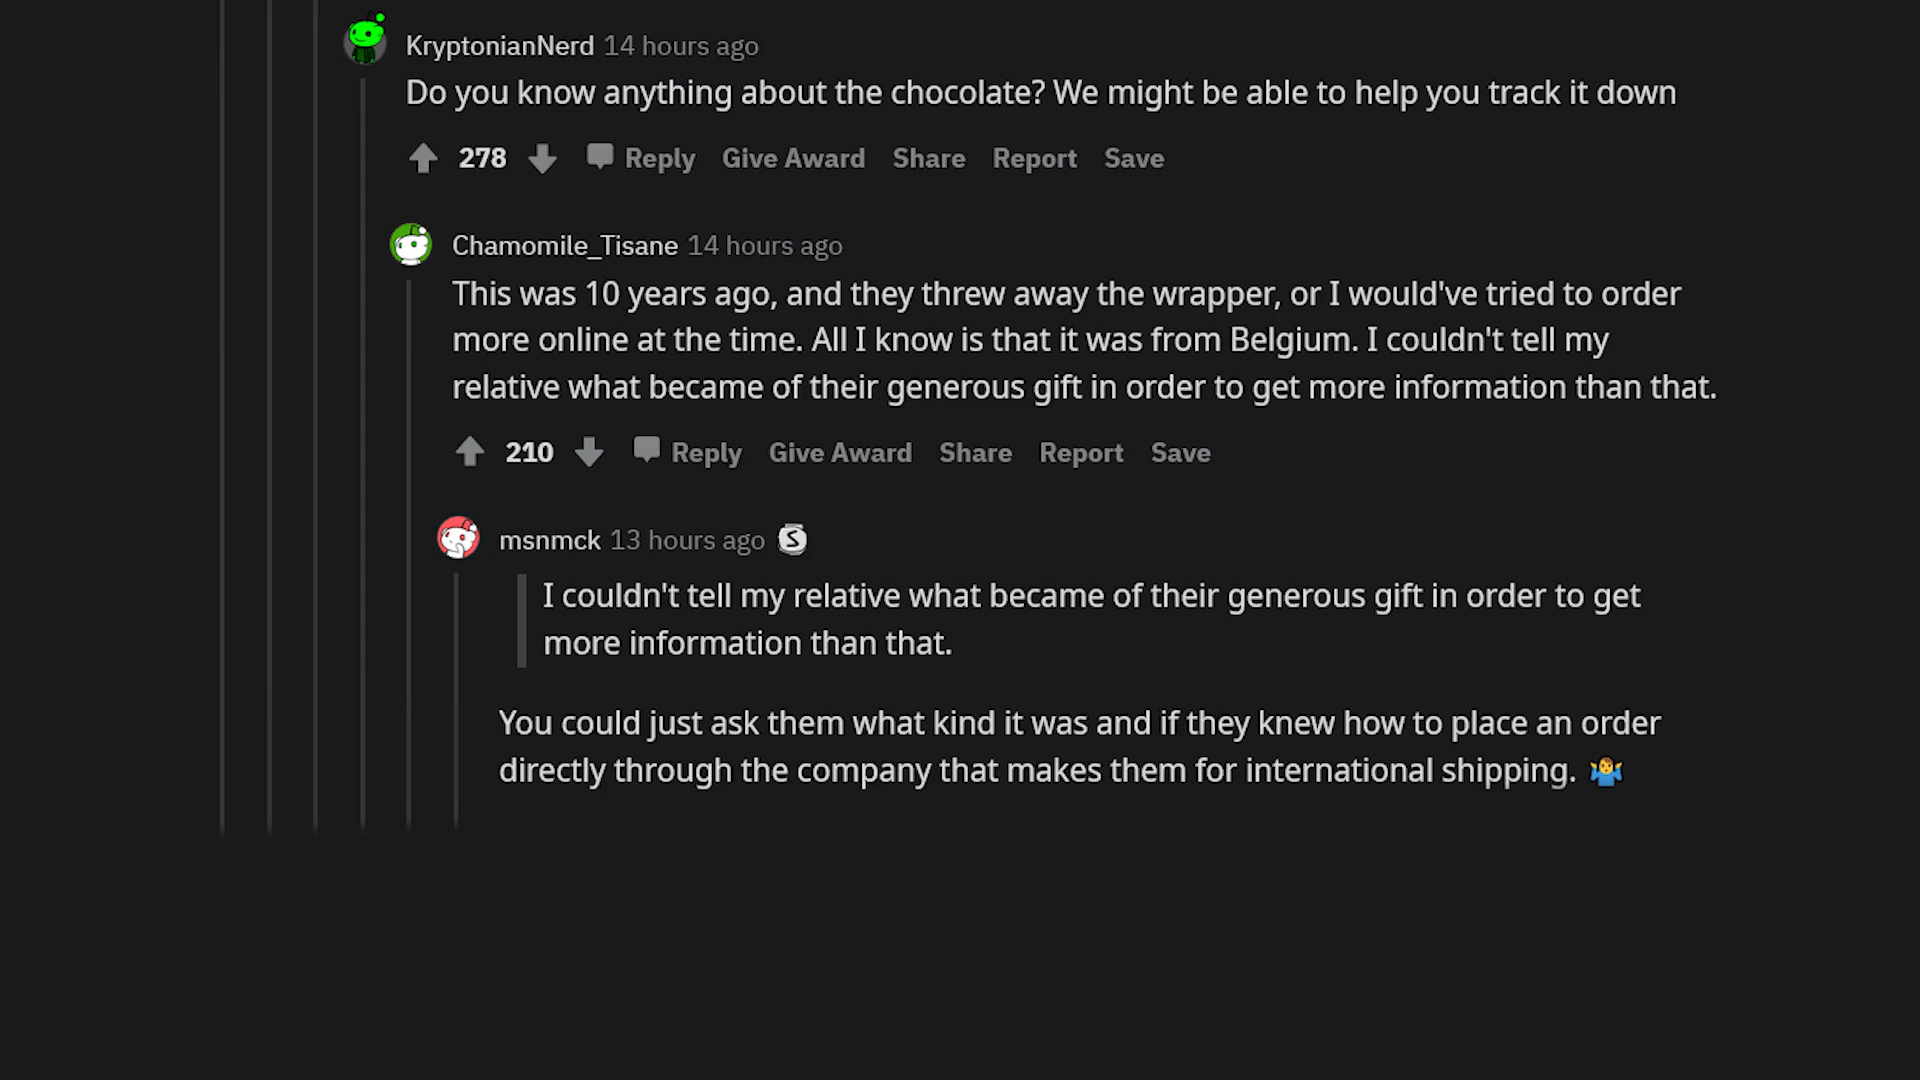 KryptonianNerd 14 hours ago
Do you know anything about the chocolate? We might be able to help you track it down
278 Reply Give Award Share Report Save
Chamomile_Tisane 14 hours ago
This was 10 years ago, and they threw away the wrapper, or I would've tried to order
more online at the time. All I know is that it was from Belgium. I couldn't tell my
relative what became of their generous gift in order to get more information than that.
210 Reply Give Award Share Report Save
msnmck 13 hours ago S
I couldn't tell my relative what became of their generous gift in order to get
more information than that.
You could just ask them what kind it was and if they knew how to place an order
directly through the company that makes them for international shipping. 🤷‍♂️